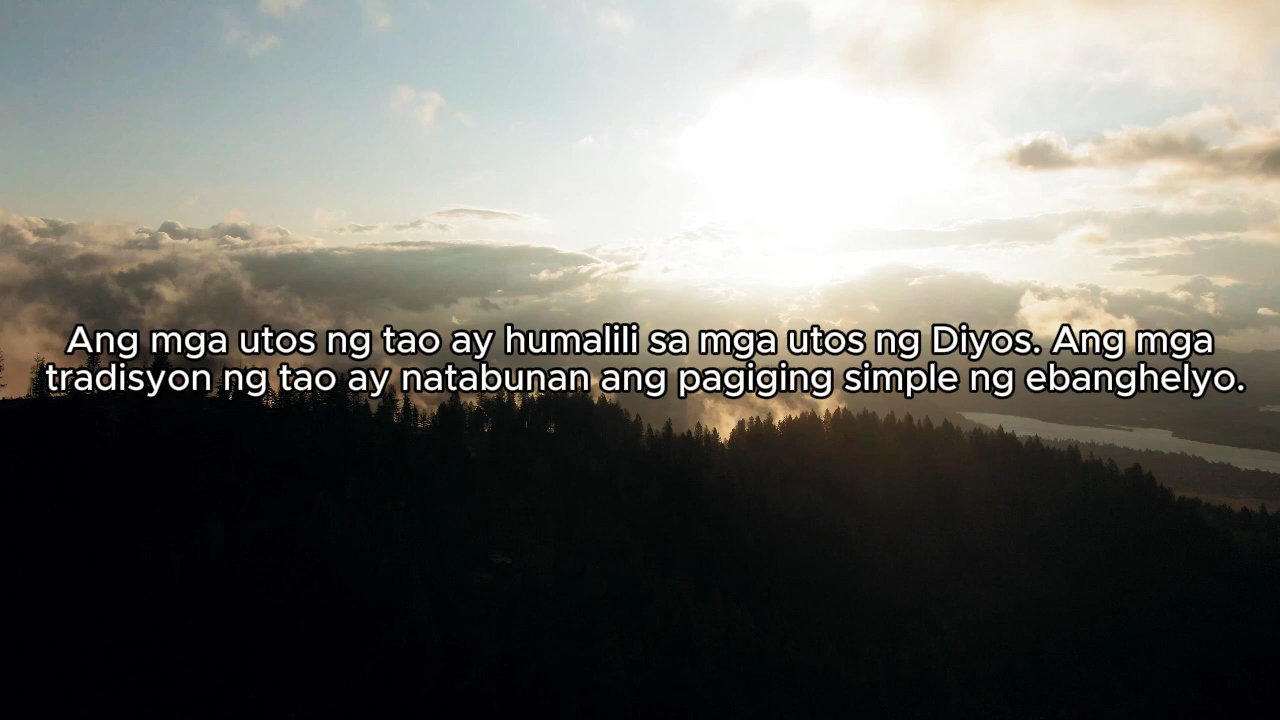 Ang mga utos ng tao ay humalili sa mga utos ng Diyos. Ang mga
tradisyon ng tao ay natabunan ang pagiging simple ng ebanghelyo.